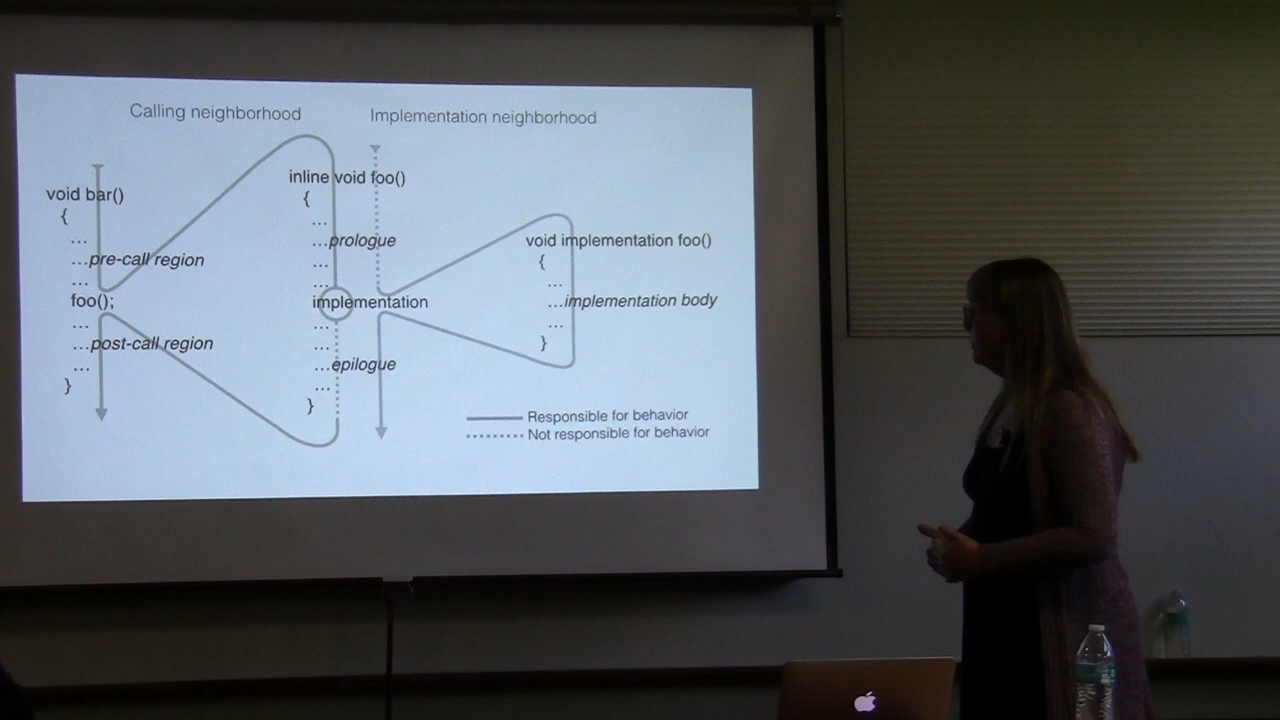 Calling neighborhood
Implementation neighborhood
void bar()
{
...
...pre-call region
...
foo();
...
...post-call region
...
}
inline void foo()
{
...
...prologue
...
...
implementation
...
...
...epilogue
...
}
void implementation foo()
{
...
...implementation body
...
}
Responsible for behavior
Not responsible for behavior